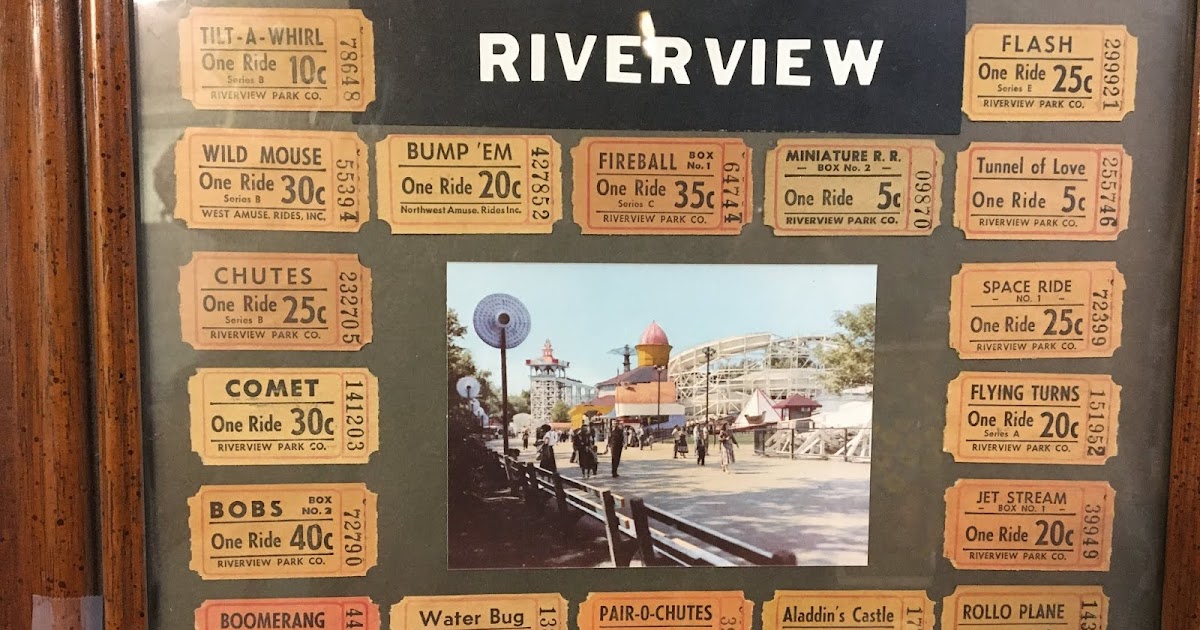 RIVERVIEW
TILT-A-WHIRL
One Ride 10c
Series B
RIVERVIEW PARK CO.
78648
FLASH
One Ride 25c
Series E
RIVERVIEW PARK CO.
299921
WILD MOUSE
One Ride 30c
Series B
WEST AMUSE. RIDES, INC.
55394
BUMP 'EM
One Ride 20c
Northwest Amuse. Rides Inc.
427852
FIREBALL BOX No. 1
One Ride 35c
Series C
RIVERVIEW PARK CO.
64744
MINIATURE R. R.
— BOX No. 2 —
One Ride 5c
RIVERVIEW PARK CO.
09870
Tunnel of Love
One Ride 5c
RIVERVIEW PARK CO.
255746
CHUTES
One Ride 25c
Series B
RIVERVIEW PARK CO.
232705
SPACE RIDE
— NO. 1 —
One Ride 25c
RIVERVIEW PARK CO.
72399
COMET
One Ride 30c
RIVERVIEW PARK CO.
141203
FLYING TURNS
One Ride 20c
Series A
RIVERVIEW PARK CO.
151952
BOBS BOX NO. 2
One Ride 40c
RIVERVIEW PARK CO.
72790
JET STREAM
— BOX NO. 1 —
One Ride 20c
RIVERVIEW PARK CO.
39949
BOOMERANG
44
Water Bug
13
PAIR-O-CHUTES
Aladdin's Castle
17
ROLLO PLANE
143